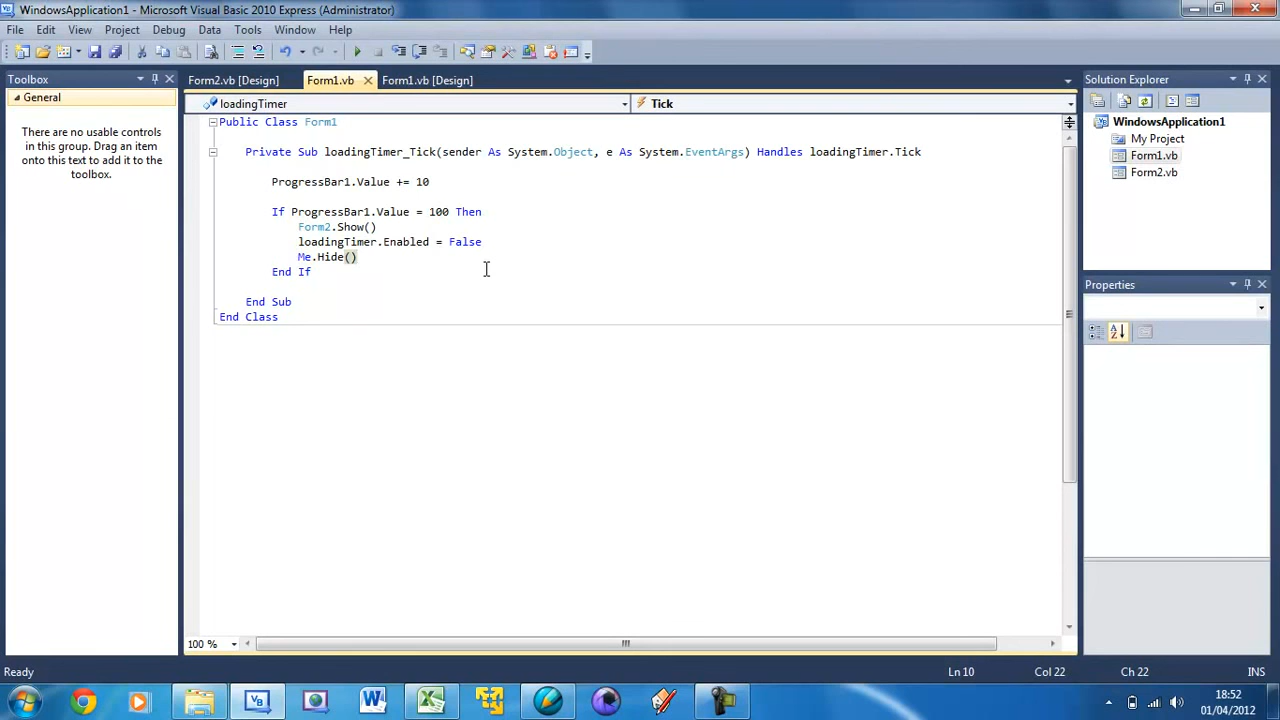 WindowsApplication1 - Microsoft Visual Basic 2010 Express (Administrator)
File Edit View Project Debug Data Tools Window Help
Toolbox
General
There are no usable controls
in this group. Drag an item
onto this text to add it to the
toolbox.
Form2.vb [Design] Form1.vb Form1.vb [Design]
loadingTimer Tick
Public Class Form1
Private Sub loadingTimer_Tick(sender As System.Object, e As System.EventArgs) Handles loadingTimer.Tick
ProgressBar1.Value += 10
If ProgressBar1.Value = 100 Then
Form2.Show()
loadingTimer.Enabled = False
Me.Hide()
End If
End Sub
End Class
100 %
Solution Explorer
WindowsApplication1
My Project
Form1.vb
Form2.vb
Properties
Ready Ln 10 Col 22 Ch 22 INS
18:52
01/04/2012